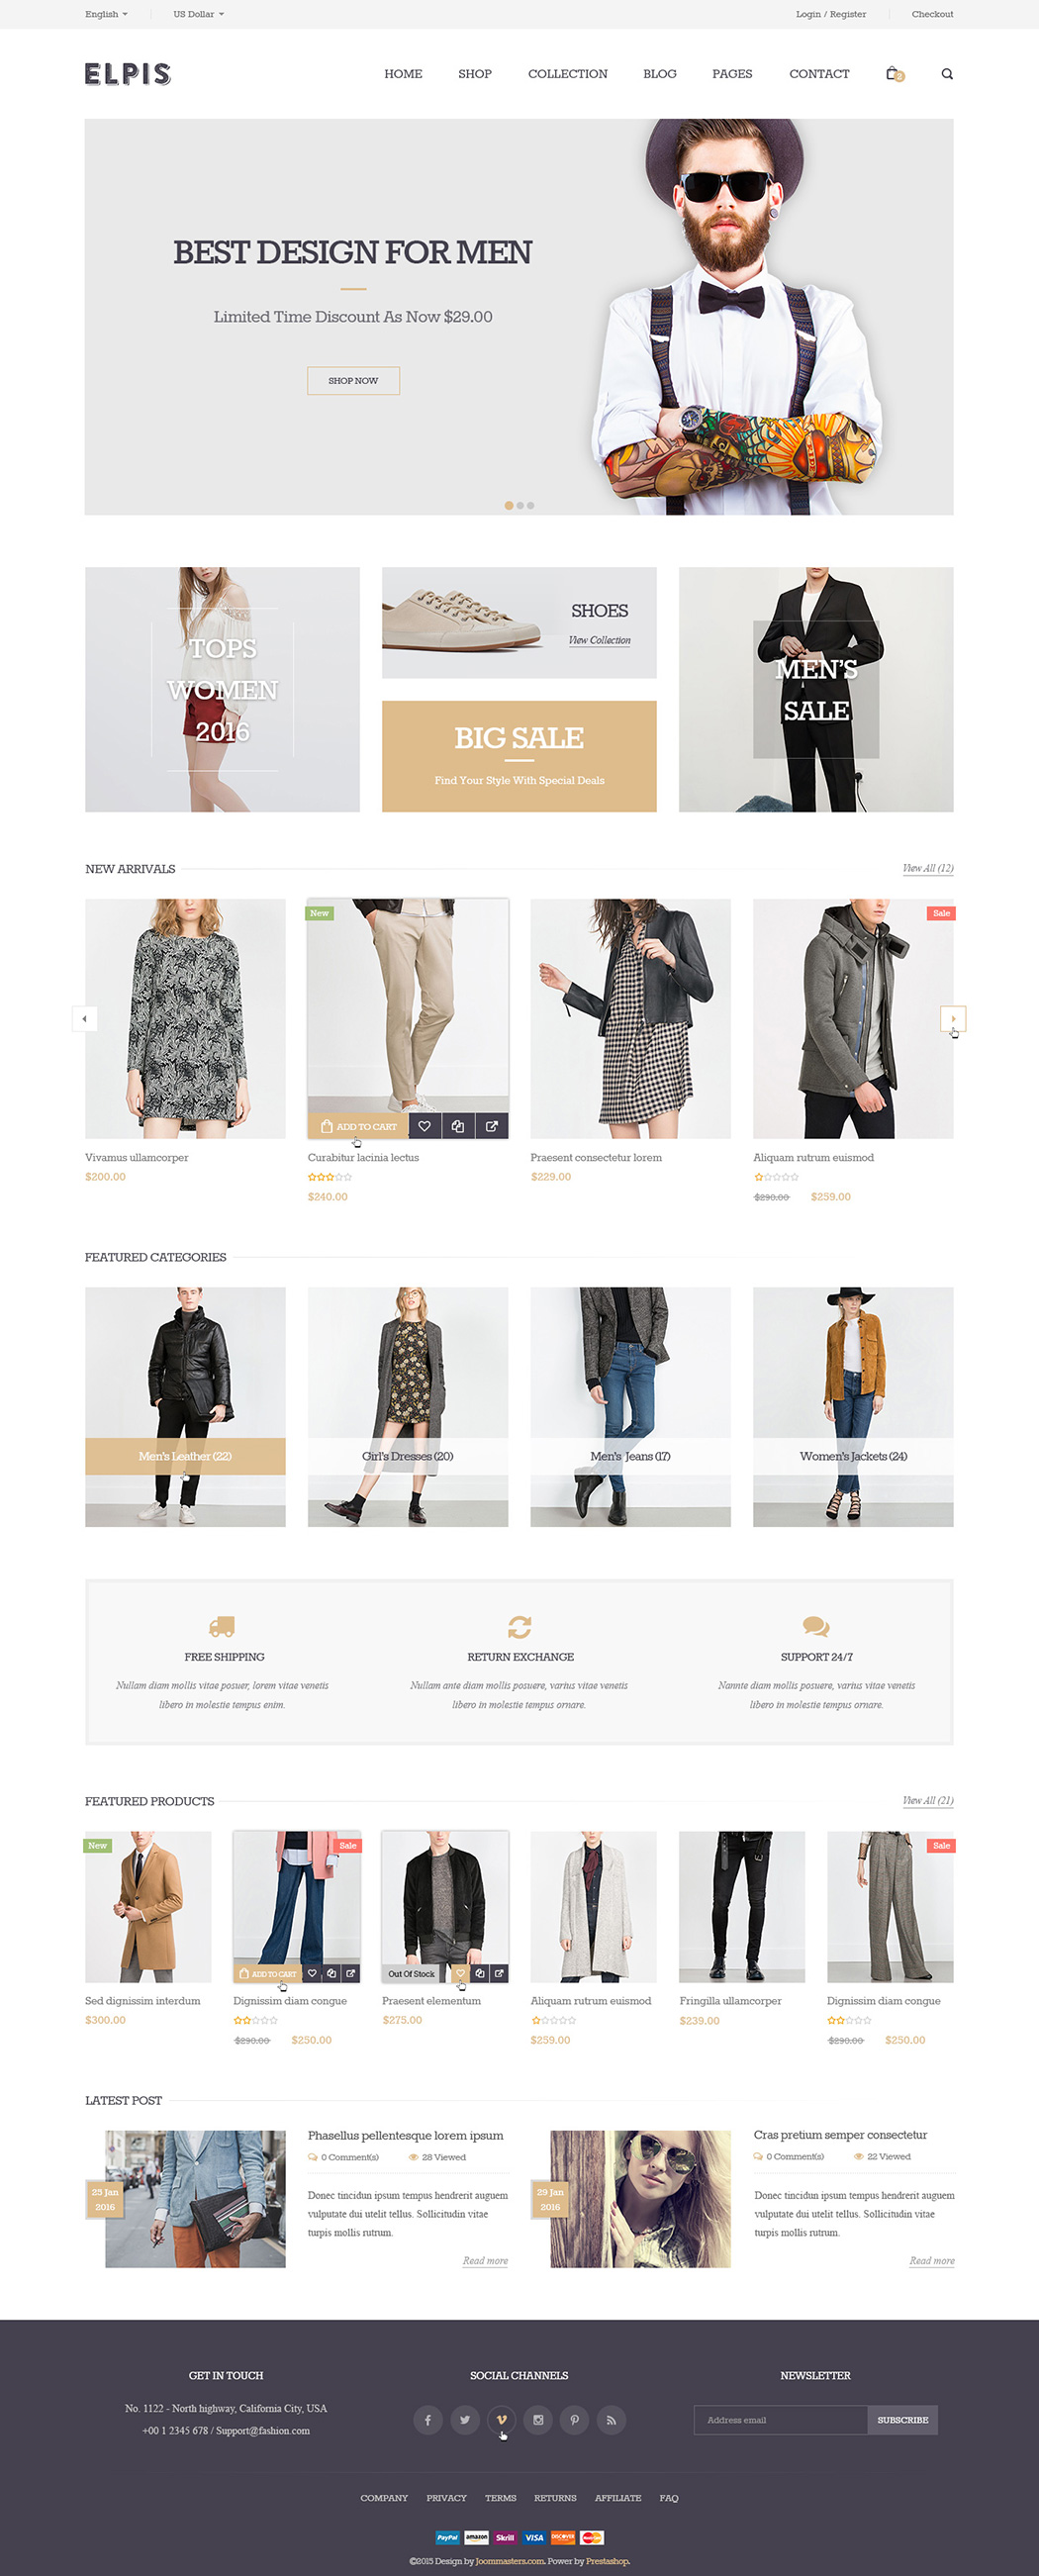 English
US Dollar
Login / Register
Checkout
ELPIS
HOME
SHOP
COLLECTION
BLOG
PAGES
CONTACT
2
BEST DESIGN FOR MEN
Limited Time Discount As Now $29.00
SHOP NOW
TOPS
WOMEN
2016
SHOES
View Collection
BIG SALE
Find Your Style With Special Deals
MEN'S
SALE
NEW ARRIVALS
View All (12)
New
Sale
ADD TO CART
Vivamus ullamcorper
$200.00
Curabitur lacinia lectus
$240.00
Praesent consectetur lorem
$229.00
Aliquam rutrum euismod
$290.00 $259.00
FEATURED CATEGORIES
Men's Leather (22)
Girl's Dresses (20)
Men's Jeans (17)
Women's Jackets (24)
FREE SHIPPING
Nullam diam mollis vitae posuer, lorem vitae venetis
libero in molestie tempus enim.
RETURN EXCHANGE
Nullam ante diam mollis posuere, varius vitae venetis
libero in molestie tempus ornare.
SUPPORT 24/7
Nannte diam mollis posuere, varius vitae venetis
libero in molestie tempus ornare.
FEATURED PRODUCTS
View All (21)
New
Sale
Sale
ADD TO CART
Out Of Stock
Sed dignissim interdum
$300.00
Dignissim diam congue
$290.00 $250.00
Praesent elementum
$275.00
Aliquam rutrum euismod
$259.00
Fringilla ullamcorper
$239.00
Dignissim diam congue
$290.00 $250.00
LATEST POST
25 Jan
2016
Phasellus pellentesque lorem ipsum
0 Comment(s) 28 Viewed
Donec tincidun ipsum tempus hendrerit auguem
vulputate dui utelit tellus. Sollicitudin vitae
turpis mollis rutrum.
Read more
29 Jan
2016
Cras pretium semper consectetur
0 Comment(s) 22 Viewed
Donec tincidun ipsum tempus hendrerit auguem
vulputate dui utelit tellus. Sollicitudin vitae
turpis mollis rutrum.
Read more
GET IN TOUCH
No. 1122 - North highway, California City, USA
+00 1 2345 678 / Support@fashion.com
SOCIAL CHANNELS
NEWSLETTER
Address email
SUBSCRIBE
COMPANY
PRIVACY
TERMS
RETURNS
AFFILIATE
FAQ
PayPal
amazon
Skrill
VISA
DISCOVER
MasterCard
©2015 Design by Joommasters.com. Power by Prestashop.